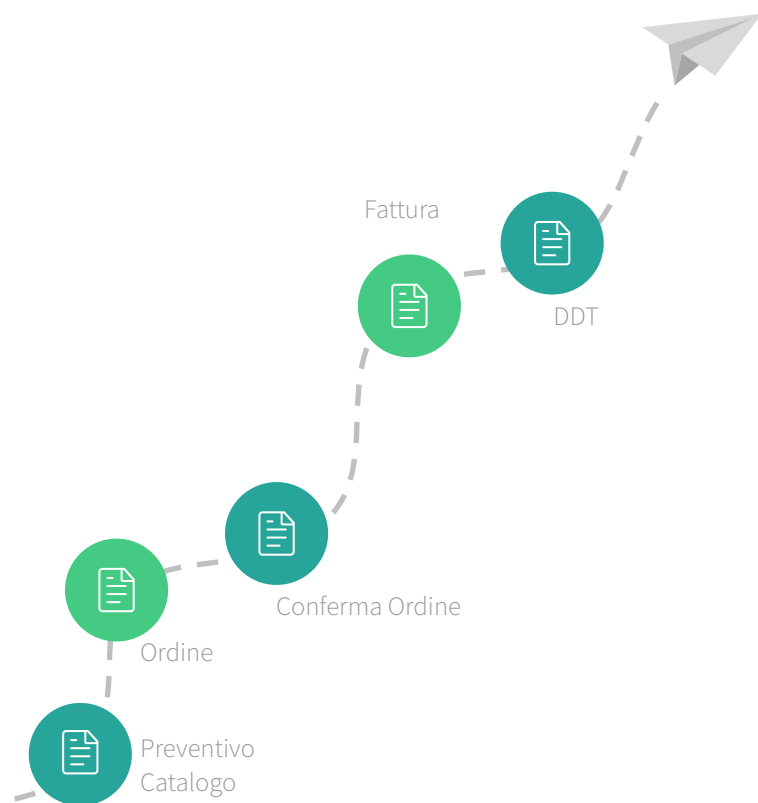 Fattura
DDT
Conferma Ordine
Ordine
Preventivo
Catalogo